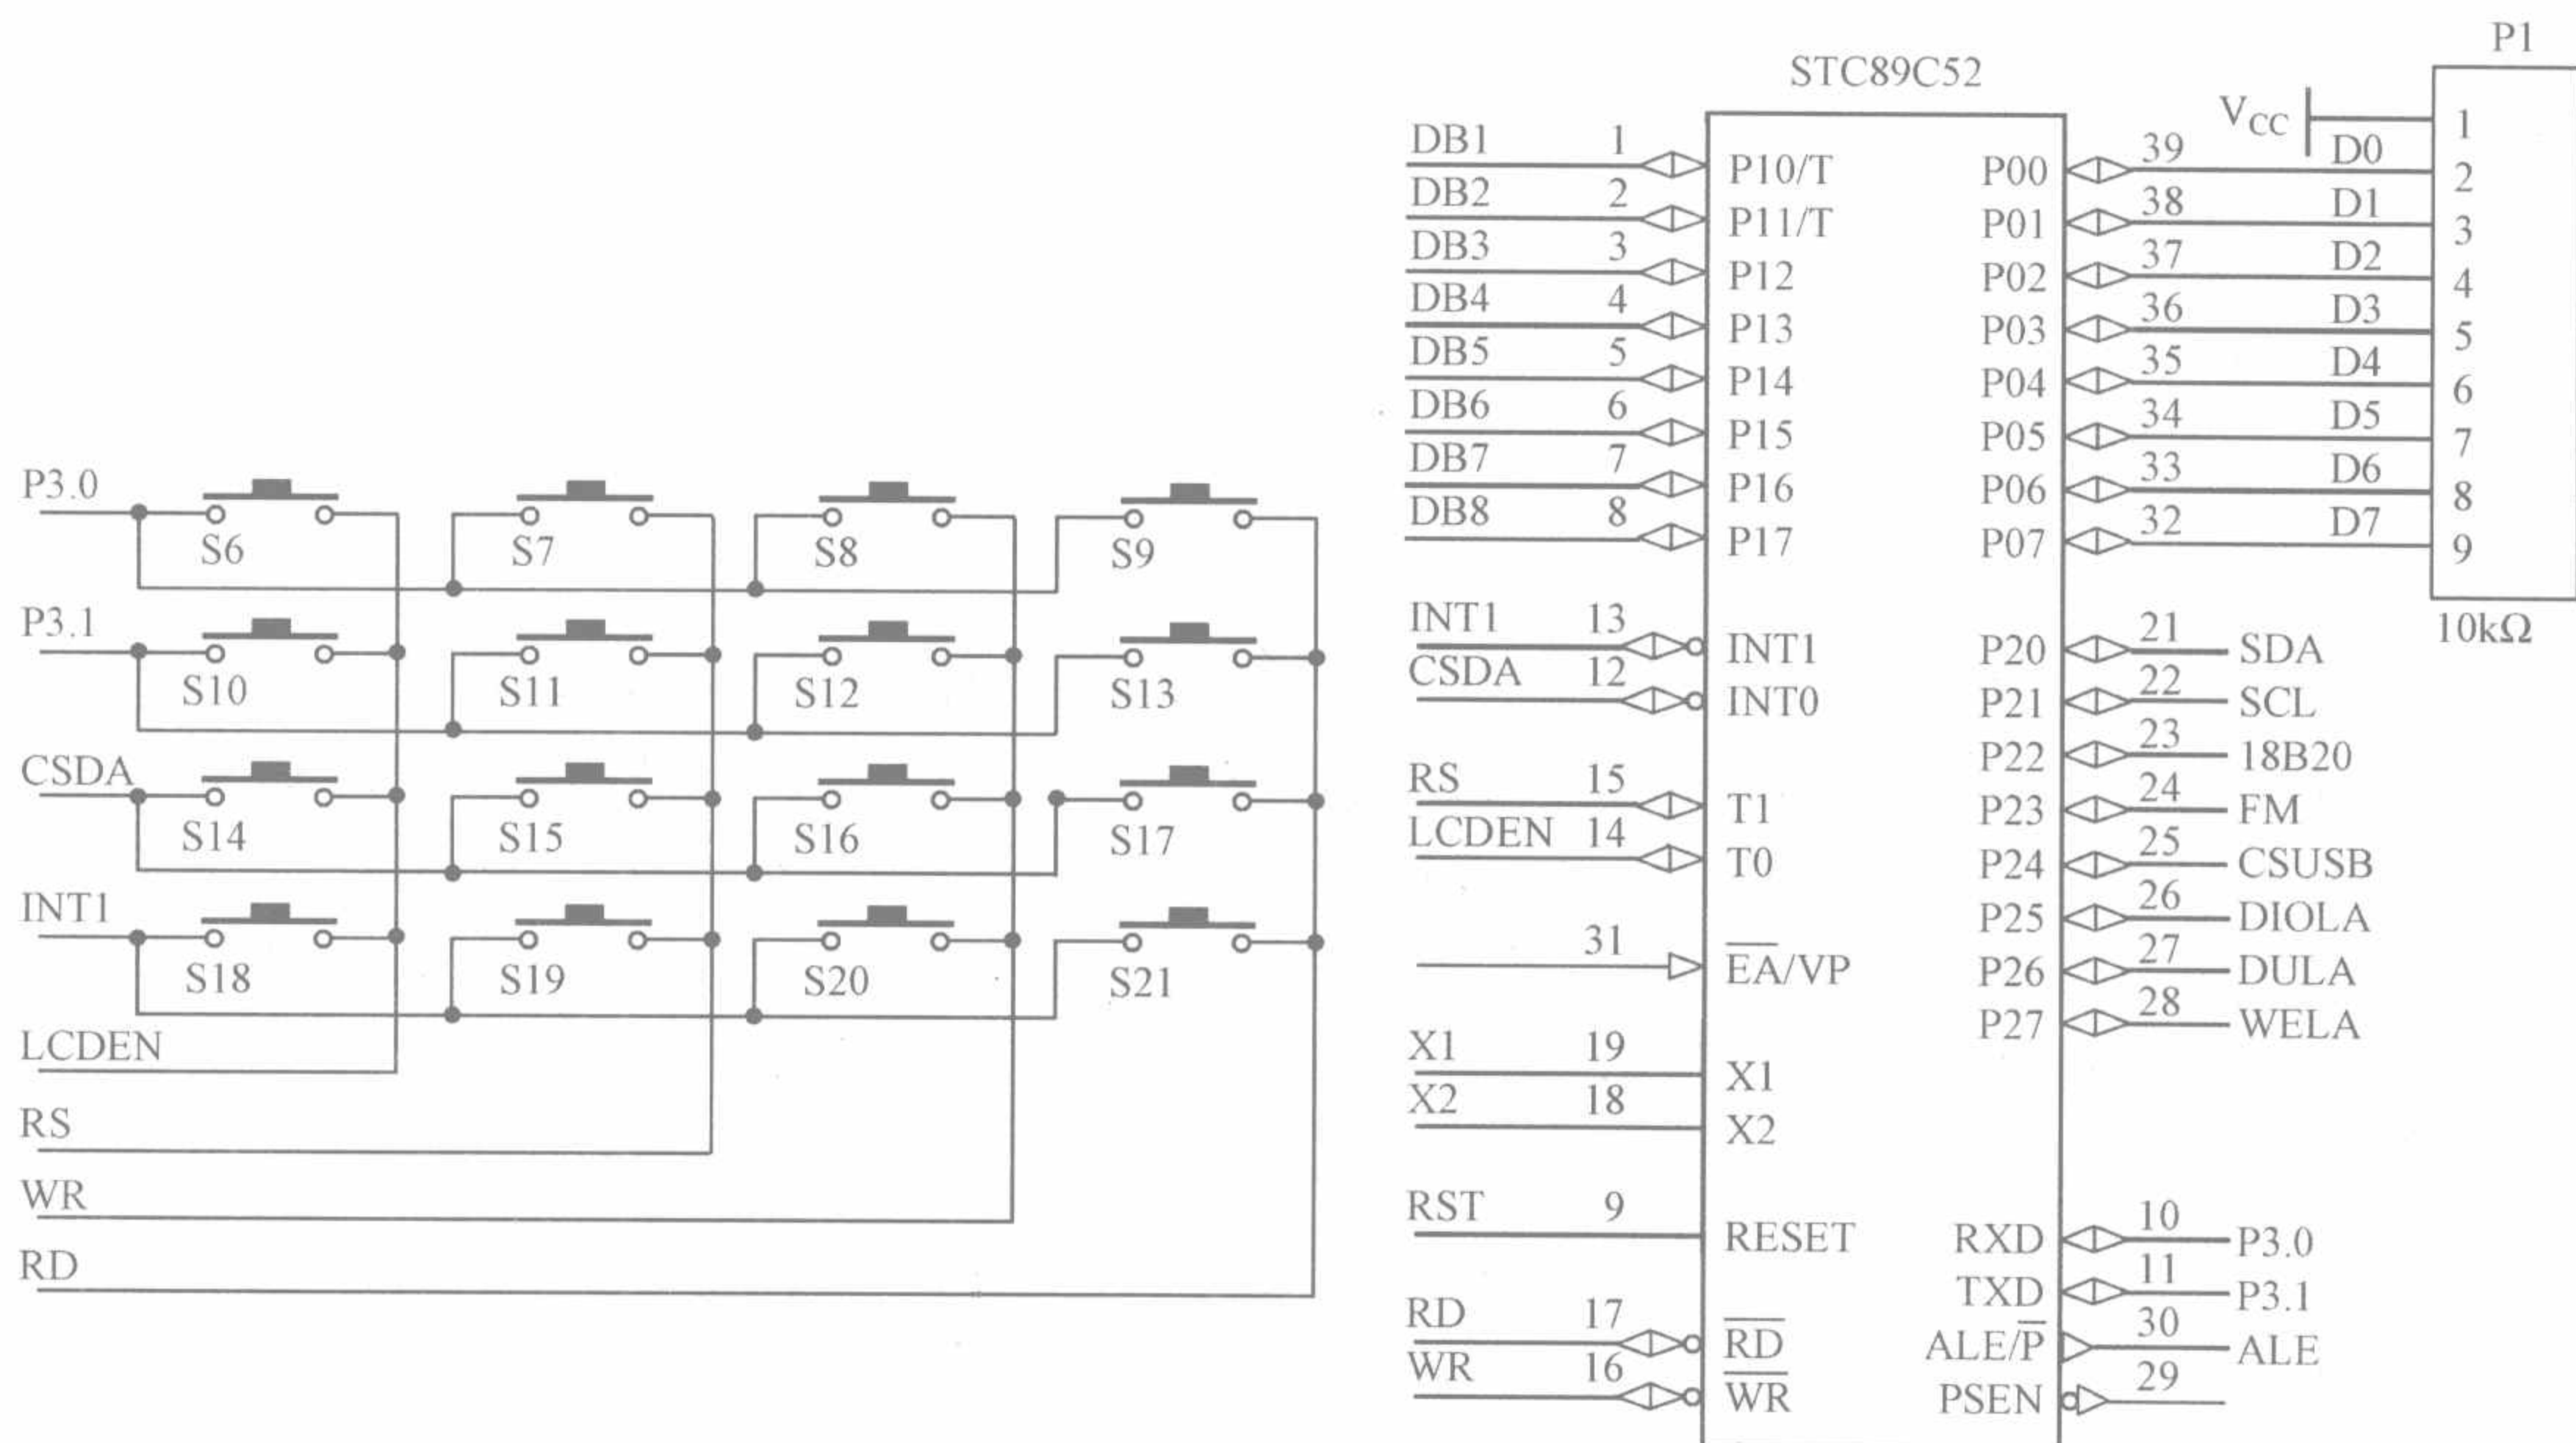 P3.0
S6 S7 S8 S9
P3.1
S10 S11 S12 S13
CSDA
S14 S15 S16 S17
INT1
S18 S19 S20 S21
LCDEN
RS
WR
RD
STC89C52
P1
V_CC 1
DB1 1 P10/T P00 39 D0 2
DB2 2 P11/T P01 38 D1 3
DB3 3 P12 P02 37 D2 4
DB4 4 P13 P03 36 D3 5
DB5 5 P14 P04 35 D4 6
DB6 6 P15 P05 34 D5 7
DB7 7 P16 P06 33 D6 8
DB8 8 P17 P07 32 D7 9
10kΩ
INT1 13 INT1 P20 21 SDA
CSDA 12 INT0 P21 22 SCL
P22 23 18B20
RS 15 T1 P23 24 FM
LCDEN 14 T0 P24 25 CSUSB
P25 26 DIOLA
31 E̅A̅/VP P26 27 DULA
P27 28 WELA
X1 19 X1
X2 18 X2
RST 9 RESET RXD 10 P3.0
TXD 11 P3.1
RD 17 R̅D̅ ALE/P̅ 30 ALE
WR 16 W̅R̅ PSEN 29